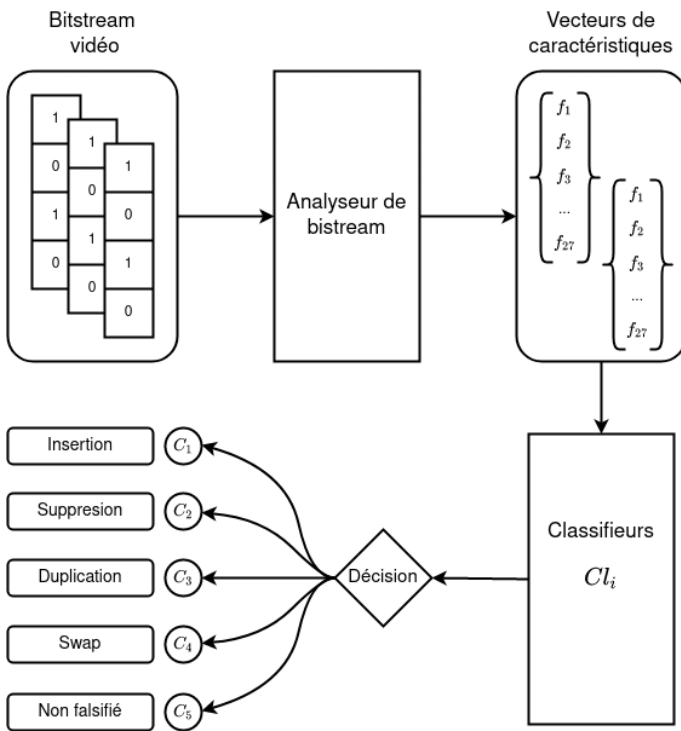 Bitstream
vidéo
Vecteurs de
caractéristiques
1
0
1
0
1
0
1
0
1
0
1
0
Analyseur de
bistream
f1
f2
f3
...
f27
f1
f2
f3
...
f27
Insertion
C1
Suppresion
C2
Duplication
C3
Swap
C4
Non falsifié
C5
Décision
Classifieurs
Cli